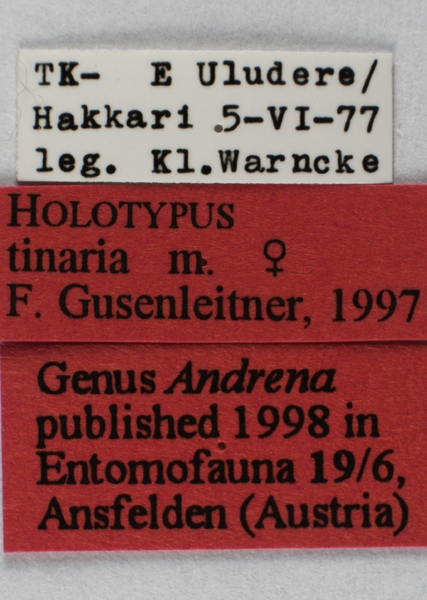 TK- E Uludere/
Hakkari 5-VI-77
leg. Kl.Warncke
HOLOTYPUS
tinaria m. ♀
F. Gusenleitner, 1997
Genus Andrena
published 1998 in
Entomofauna 19/6,
Ansfelden (Austria)